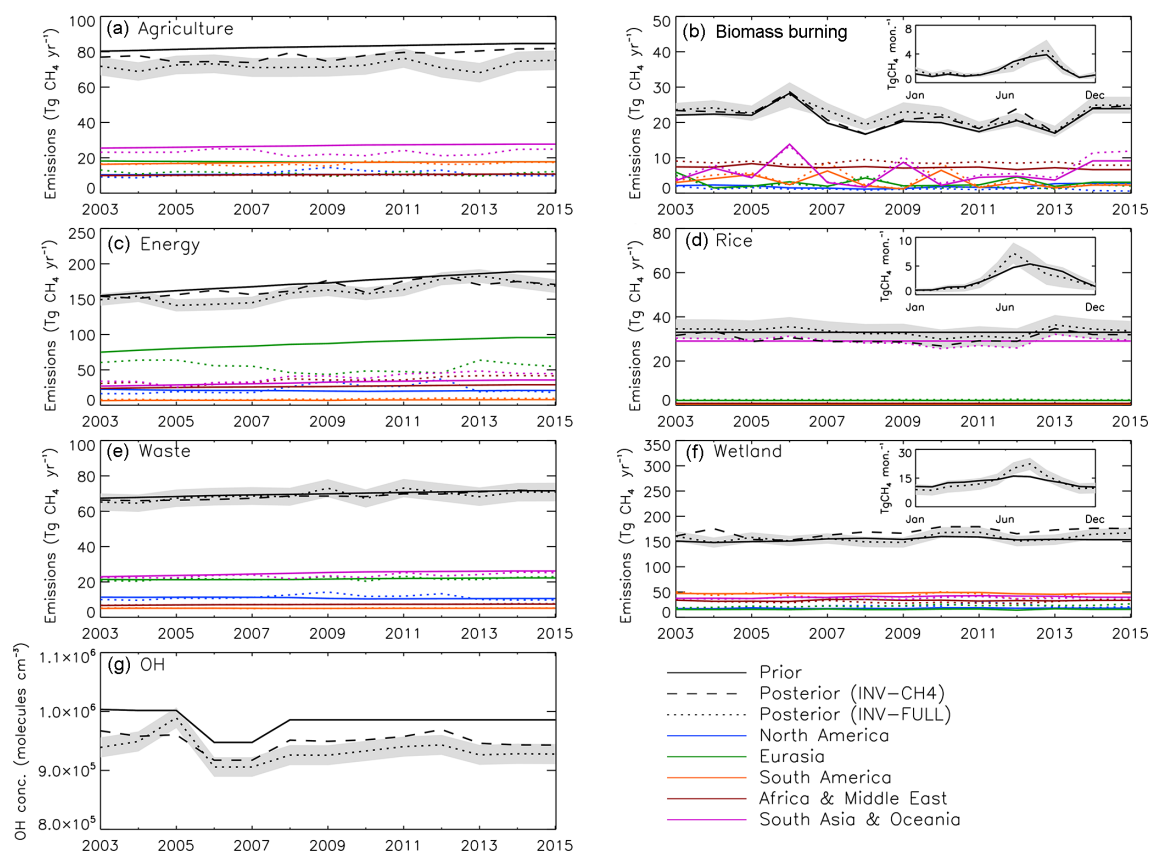 (a) Agriculture
Emissions (Tg CH4 yr−1)
100
80
60
40
20
0
2003 2005 2007 2009 2011 2013 2015
(b) Biomass burning
Emissions (Tg CH4 yr−1)
50
40
30
20
10
0
2003 2005 2007 2009 2011 2013 2015
TgCH4 mon.−1
8
4
0
Jan Jun Dec
(c) Energy
Emissions (Tg CH4 yr−1)
250
200
150
100
50
0
2003 2005 2007 2009 2011 2013 2015
(d) Rice
Emissions (Tg CH4 yr−1)
80
60
40
20
0
2003 2005 2007 2009 2011 2013 2015
TgCH4 mon.−1
10
5
0
Jan Jun Dec
(e) Waste
Emissions (Tg CH4 yr−1)
100
80
60
40
20
0
2003 2005 2007 2009 2011 2013 2015
(f) Wetland
Emissions (Tg CH4 yr−1)
350
300
250
200
150
100
50
0
2003 2005 2007 2009 2011 2013 2015
TgCH4 mon.−1
30
15
0
Jan Jun Dec
(g) OH
OH conc. (molecules cm−3)
1.1×10^6
1.0×10^6
9.0×10^5
8.0×10^5
2003 2005 2007 2009 2011 2013 2015
Prior
Posterior (INV−CH4)
Posterior (INV−FULL)
North America
Eurasia
South America
Africa & Middle East
South Asia & Oceania